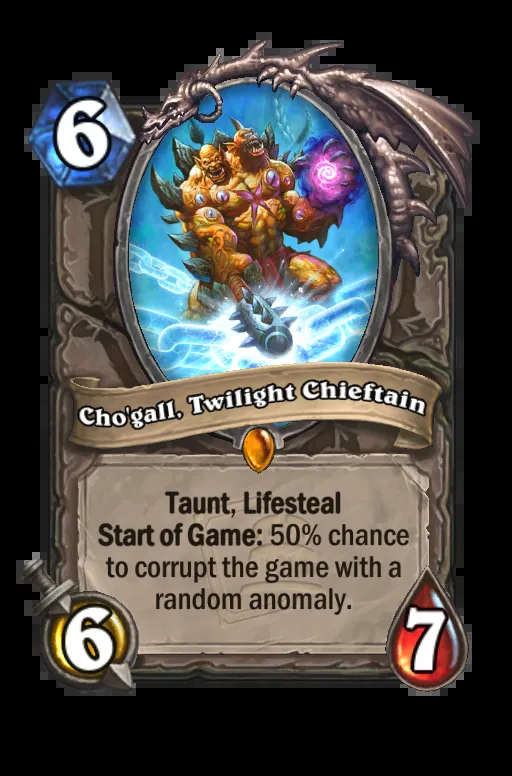 6
Cho'gall, Twilight Chieftain
Taunt, Lifesteal
Start of Game: 50% chance
to corrupt the game with a
random anomaly.
6
7